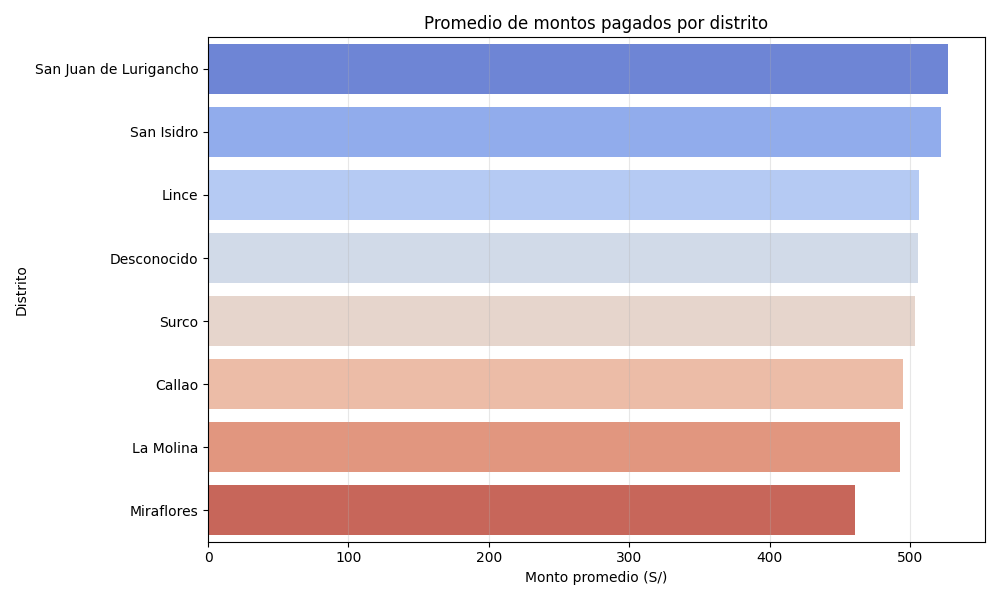 Promedio de montos pagados por distrito
Distrito
San Juan de Lurigancho
San Isidro
Lince
Desconocido
Surco
Callao
La Molina
Miraflores
0 100 200 300 400 500
Monto promedio (S/)